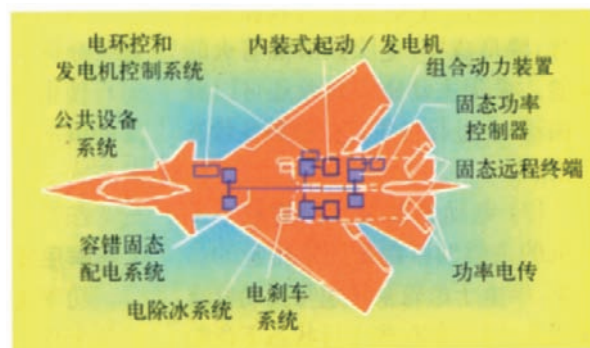 电环控和
发电机控制系统
内装式起动/发电机
组合动力装置
公共设备
系统
固态功率
控制器
固态远程终端
容错固态
配电系统
电除冰系统
电刹车
系统
功率电传